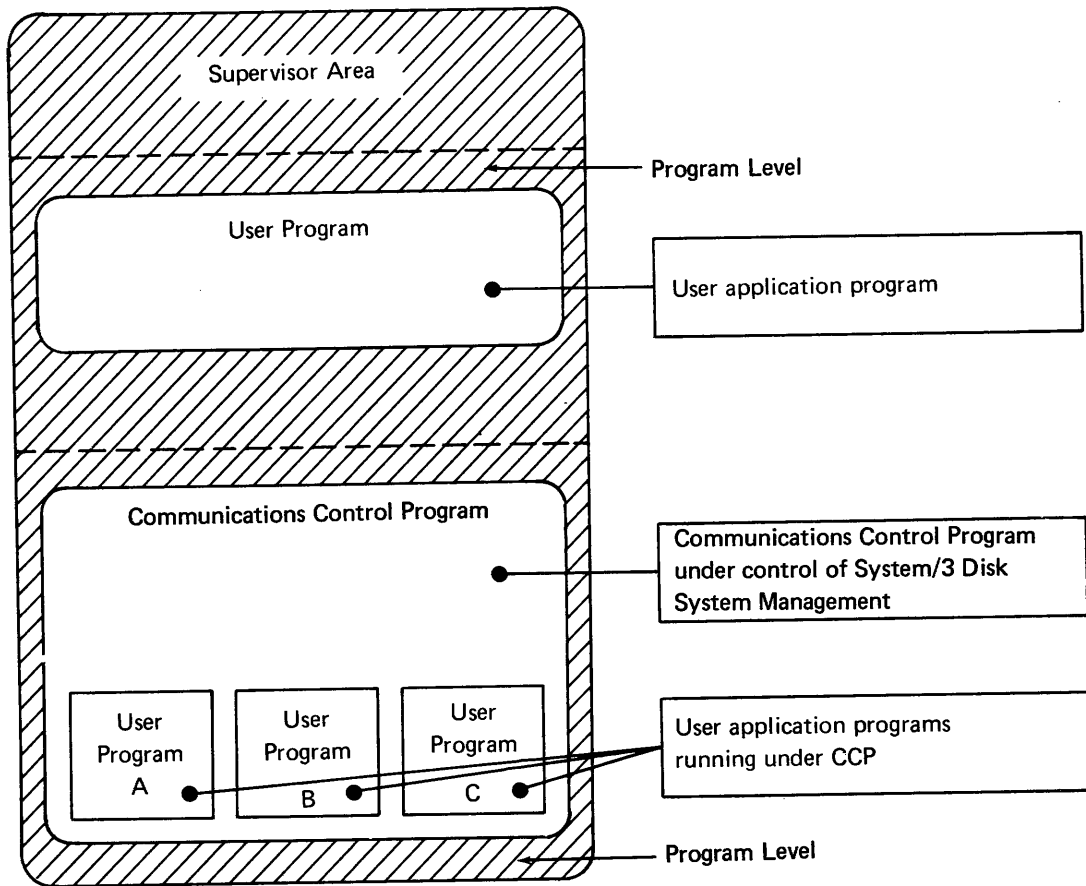 Supervisor Area
Program Level
User Program
User application program
Communications Control Program
Communications Control Program
under control of System/3 Disk
System Management
User
Program
A
User
Program
B
User
Program
C
User application programs
running under CCP
Program Level